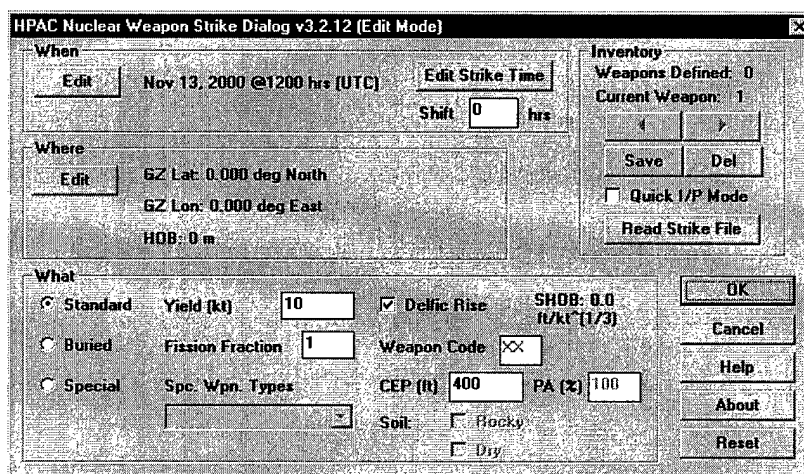 HPAC Nuclear Weapon Strike Dialog v3.2.12 (Edit Mode)
When
Edit
Nov 13, 2000 @1200 hrs (UTC)
Edit Strike Time
Shift 0 hrs
Inventory
Weapons Defined: 0
Current Weapon: 1
Save Del
Quick I/P Mode
Read Strike File
Where
Edit
GZ Lat: 0.000 deg North
GZ Lon: 0.000 deg East
HOB: 0 m
What
Standard Yield (kt) 10 Delfic Rise SHOB: 0.0 ft/kt^(1/3)
Buried Fission Fraction 1 Weapon Code XX
Special Spc. Wpn. Types CEP (ft) 400 PA (%) 100
Soil: Rocky
Dry
OK
Cancel
Help
About
Reset